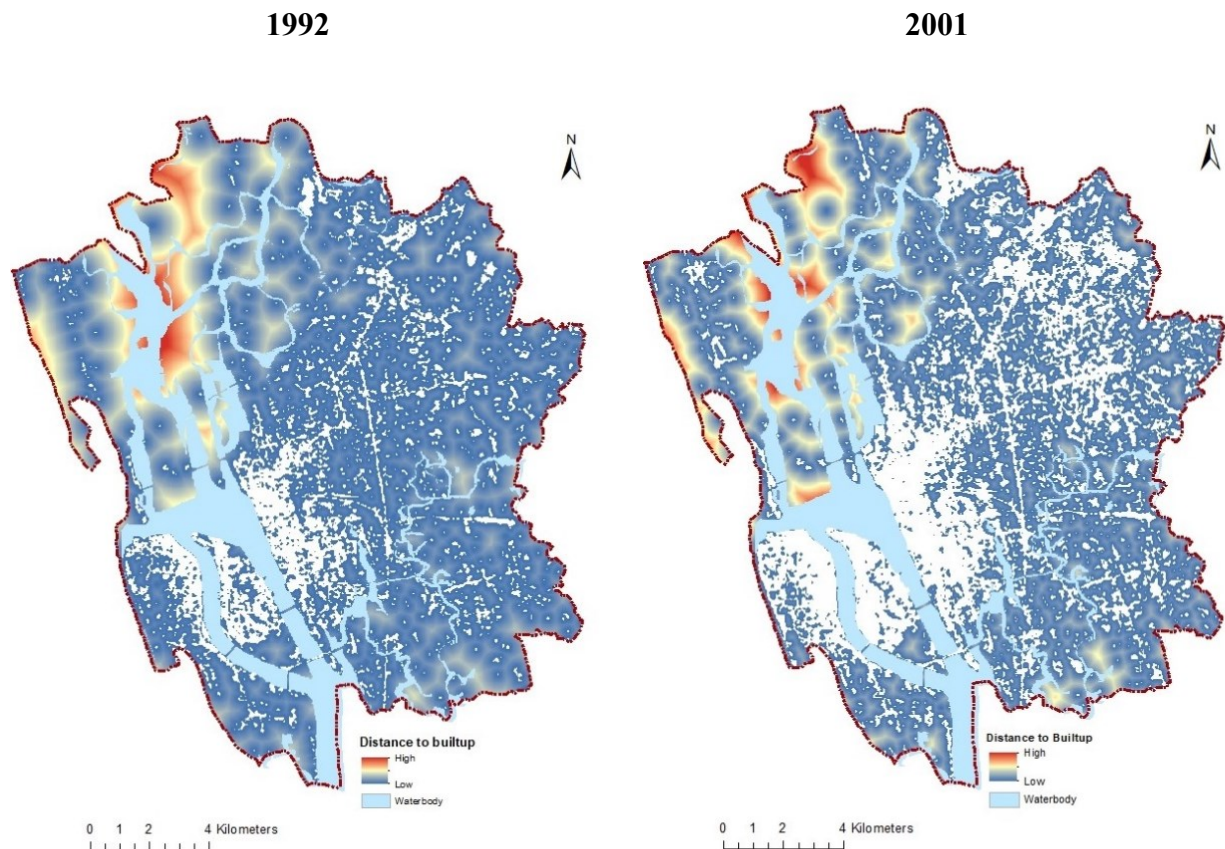 1992
2001
N
N
Distance to builtup
High
Low
Waterbody
Distance to Builtup
High
Low
Waterbody
0 1 2 4 Kilometers
0 1 2 4 Kilometers